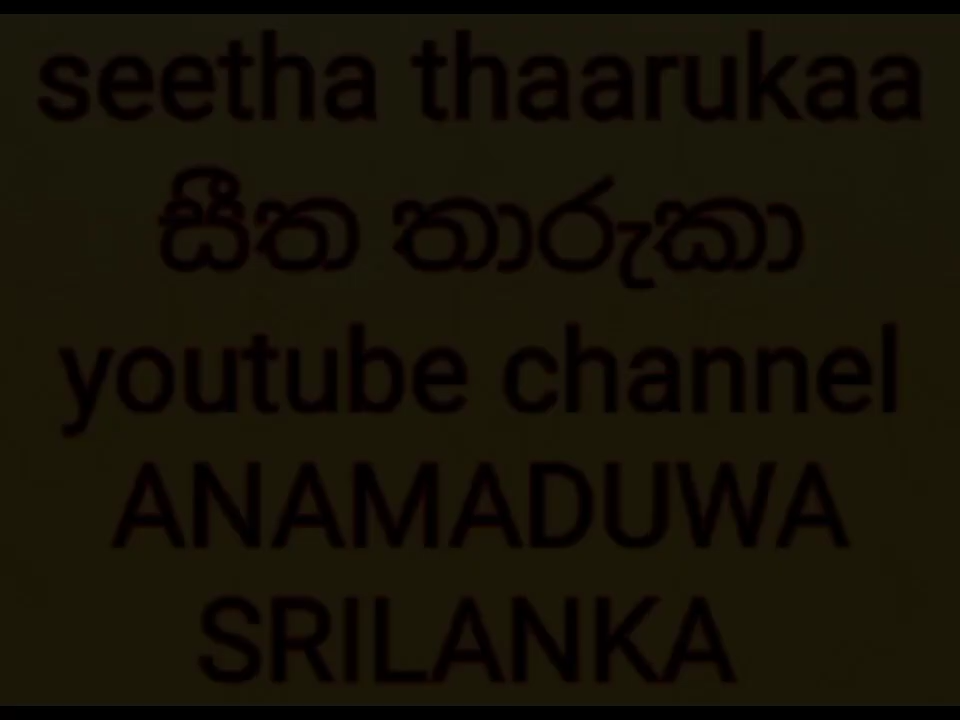 seetha thaarukaa
සීත තාරුකා
youtube channel
ANAMADUWA
SRILANKA